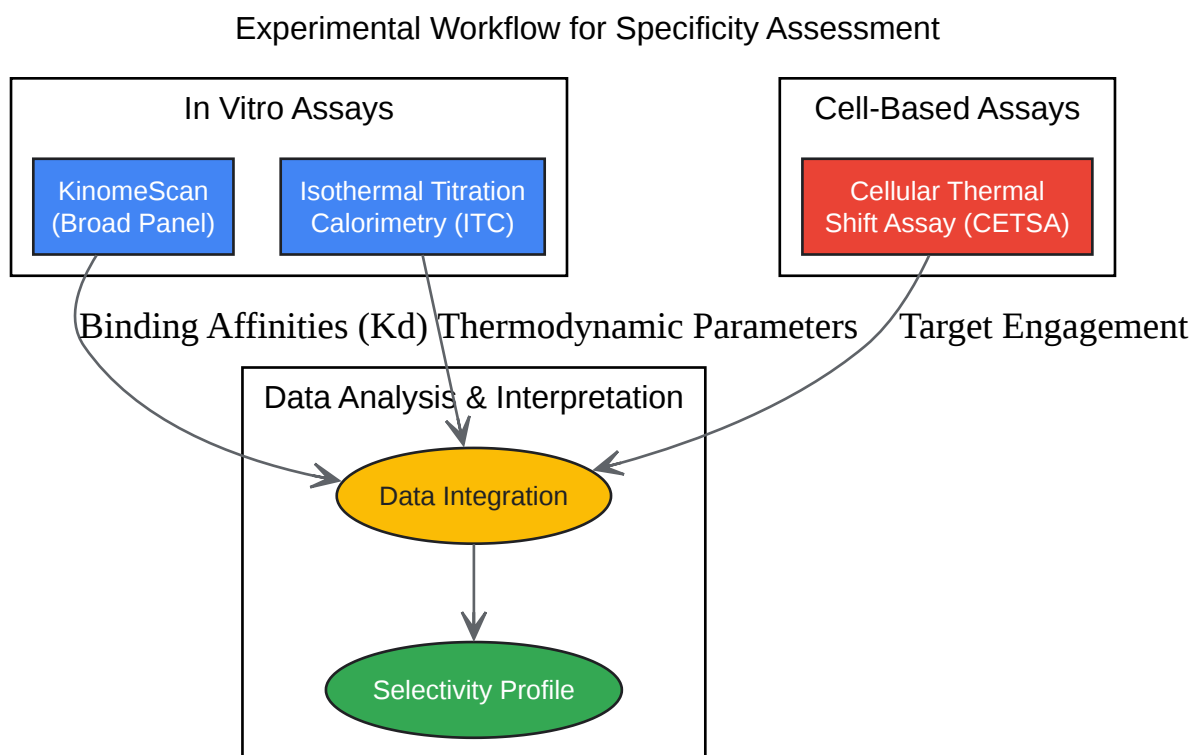 Experimental Workflow for Specificity Assessment
In Vitro Assays
KinomeScan
(Broad Panel)
Isothermal Titration
Calorimetry (ITC)
Cell-Based Assays
Cellular Thermal
Shift Assay (CETSA)
Binding Affinities (Kd)
Thermodynamic Parameters
Target Engagement
Data Analysis & Interpretation
Data Integration
Selectivity Profile